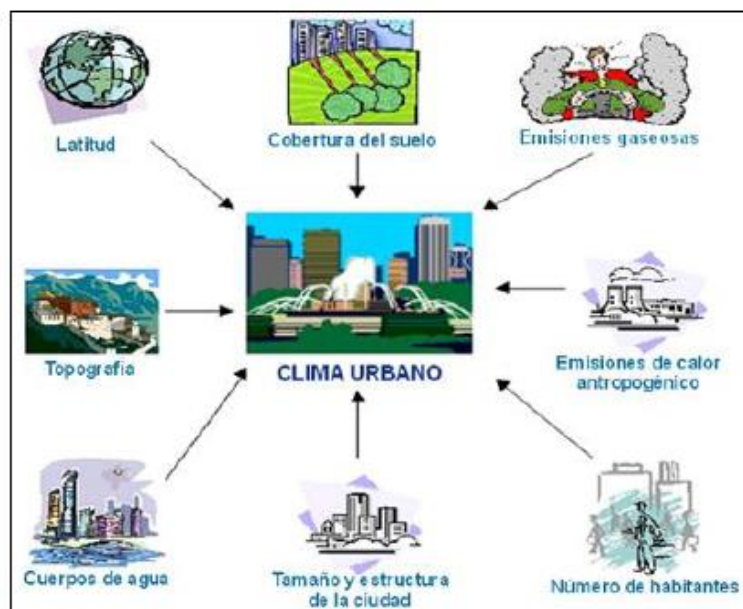 Latitud
Cobertura del suelo
Emisiones gaseosas
Topografía
CLIMA URBANO
Emisiones de calor
antropogénico
Cuerpos de agua
Tamaño y estructura
de la ciudad
Número de habitantes